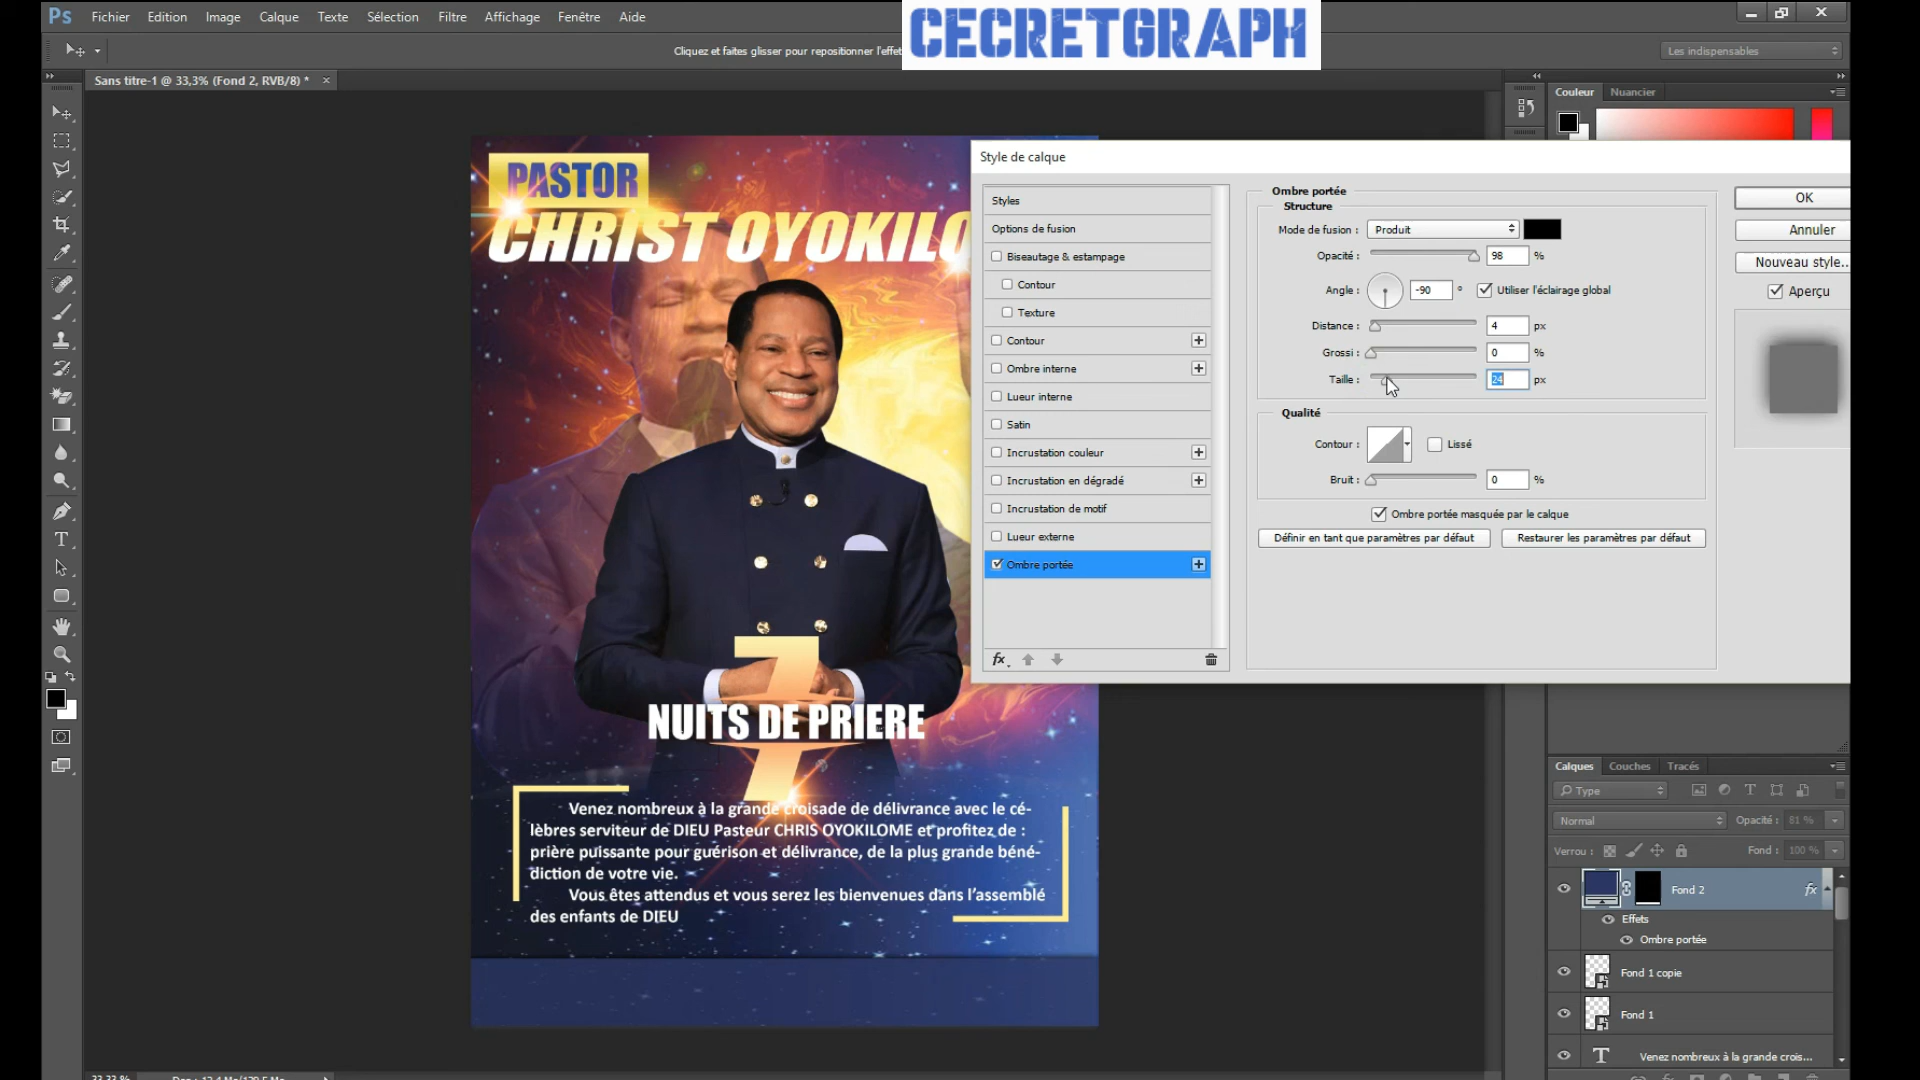 Ps Fichier Edition Image Calque Texte Sélection Filtre Affichage Fenêtre Aide
CECRETGRAPH
Cliquez et faites glisser pour repositionner l'effe
Les indispensables
Sans titre-1 @ 33,3% (Fond 2, RVB/8) * ×
Couleur Nuancier
PASTOR
CHRIST OYOKILO
NUITS DE PRIERE
7
Venez nombreux à la grande croisade de délivrance avec le cé-
lèbres serviteur de DIEU Pasteur CHRIS OYOKILOME et profitez de :
prière puissante pour guérison et délivrance, de la plus grande béné-
diction de votre vie.
Vous êtes attendus et vous serez les bienvenues dans l'assemblé
des enfants de DIEU
Style de calque
Styles
Options de fusion
Biseautage & estampage
Contour
Texture
Contour
Ombre interne
Lueur interne
Satin
Incrustation couleur
Incrustation en dégradé
Incrustation de motif
Lueur externe
Ombre portée
fx
Ombre portée
Structure
Mode de fusion : Produit
Opacité : 98 %
Angle : -90 ° Utiliser l'éclairage global
Distance : 4 px
Grossi : 0 %
Taille : 24 px
Qualité
Contour : Lissé
Bruit : 0 %
Ombre portée masquée par le calque
Définir en tant que paramètres par défaut Restaurer les paramètres par défaut
OK
Annuler
Nouveau style...
Aperçu
Calques Couches Tracés
Type
Normal Opacité : 81 %
Verrou : Fond : 100 %
Fond 2 fx
Effets
Ombre portée
Fond 1 copie
Fond 1
T Venez nombreux à la grande crois...
33,33 %